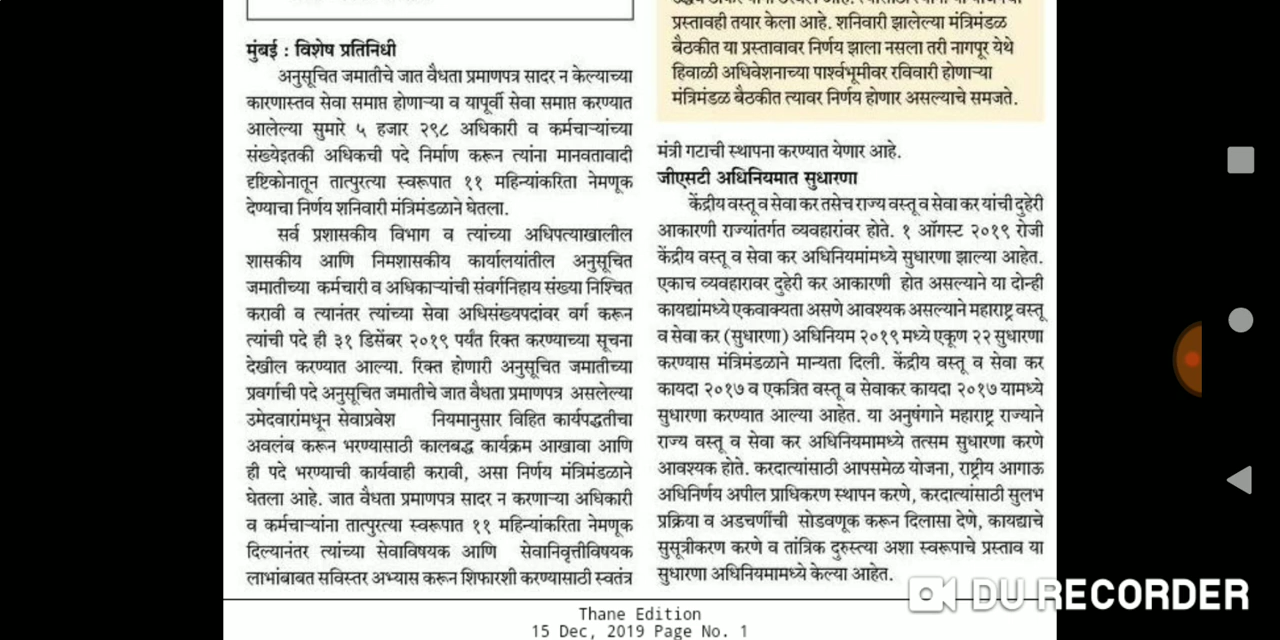 मुंबई : विशेष प्रतिनिधी
अनुसूचित जमातीचे जात वैधता प्रमाणपत्र सादर न केल्याच्या
कारणास्तव सेवा समाप्त होणाऱ्या व यापूर्वी सेवा समाप्त करण्यात
आलेल्या सुमारे ५ हजार २९८ अधिकारी व कर्मचाऱ्यांच्या
संख्येइतकी अधिकची पदे निर्माण करून त्यांना मानवतावादी
दृष्टिकोनातून तात्पुरत्या स्वरूपात ११ महिन्यांकरिता नेमणूक
देण्याचा निर्णय शनिवारी मंत्रिमंडळाने घेतला.
सर्व प्रशासकीय विभाग व त्यांच्या अधिपत्याखालील
शासकीय आणि निमशासकीय कार्यालयांतील अनुसूचित
जमातीच्या कर्मचारी व अधिकाऱ्यांची संवर्गनिहाय संख्या निश्चित
करावी व त्यानंतर त्यांच्या सेवा अधिसंख्यपदांवर वर्ग करून
त्यांची पदे ही ३१ डिसेंबर २०१९ पर्यंत रिक्त करण्याच्या सूचना
देखील करण्यात आल्या. रिक्त होणारी अनुसूचित जमातीच्या
प्रवर्गाची पदे अनुसूचित जमातीचे जात वैधता प्रमाणपत्र असलेल्या
उमेदवारांमधून सेवाप्रवेश नियमानुसार विहित कार्यपद्धतीचा
अवलंब करून भरण्यासाठी कालबद्ध कार्यक्रम आखावा आणि
ही पदे भरण्याची कार्यवाही करावी, असा निर्णय मंत्रिमंडळाने
घेतला आहे. जात वैधता प्रमाणपत्र सादर न करणाऱ्या अधिकारी
व कर्मचाऱ्यांना तात्पुरत्या स्वरूपात ११ महिन्यांकरिता नेमणूक
दिल्यानंतर त्यांच्या सेवाविषयक आणि सेवानिवृत्तीविषयक
लाभांबाबत सविस्तर अभ्यास करून शिफारशी करण्यासाठी स्वतंत्र
प्रस्तावही तयार केला आहे. शनिवारी झालेल्या मंत्रिमंडळ
बैठकीत या प्रस्तावावर निर्णय झाला नसला तरी नागपूर येथे
हिवाळी अधिवेशनाच्या पार्श्वभूमीवर रविवारी होणाऱ्या
मंत्रिमंडळ बैठकीत त्यावर निर्णय होणार असल्याचे समजते.
मंत्री गटाची स्थापना करण्यात येणार आहे.
जीएसटी अधिनियमात सुधारणा
केंद्रीय वस्तू व सेवा कर तसेच राज्य वस्तू व सेवा कर यांची दुहेरी
आकारणी राज्यांतर्गत व्यवहारांवर होते. १ ऑगस्ट २०१९ रोजी
केंद्रीय वस्तू व सेवा कर अधिनियमांमध्ये सुधारणा झाल्या आहेत.
एकाच व्यवहारावर दुहेरी कर आकारणी होत असल्याने या दोन्ही
कायद्यांमध्ये एकवाक्यता असणे आवश्यक असल्याने महाराष्ट्र वस्तू
व सेवा कर (सुधारणा) अधिनियम २०१९ मध्ये एकूण २२ सुधारणा
करण्यास मंत्रिमंडळाने मान्यता दिली. केंद्रीय वस्तू व सेवा कर
कायदा २०१७ व एकत्रित वस्तू व सेवाकर कायदा २०१७ यामध्ये
सुधारणा करण्यात आल्या आहेत. या अनुषंगाने महाराष्ट्र राज्याने
राज्य वस्तू व सेवा कर अधिनियमामध्ये तत्सम सुधारणा करणे
आवश्यक होते. करदात्यांसाठी आपसमेळ योजना, राष्ट्रीय आगाऊ
अधिनिर्णय अपील प्राधिकरण स्थापन करणे, करदात्यांसाठी सुलभ
प्रक्रिया व अडचणींची सोडवणूक करून दिलासा देणे, कायद्याचे
सुसूत्रीकरण करणे व तांत्रिक दुरुस्त्या अशा स्वरूपाचे प्रस्ताव या
सुधारणा अधिनियमामध्ये केल्या आहेत.
DU RECORDER
Thane Edition
15 Dec, 2019 Page No. 1